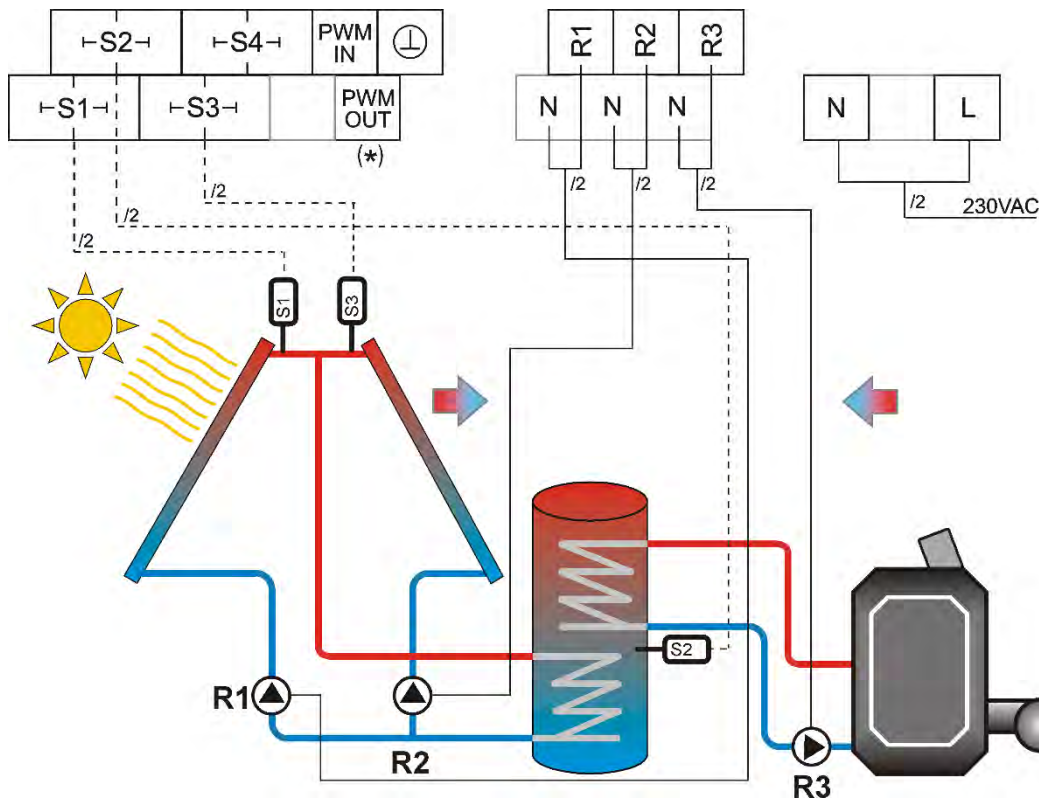 S2 S4 PWM IN
S1 S3 PWM OUT
(*)
R1 R2 R3
N N N
N L
/2 /2 /2 /2 /2 /2 /2
230VAC
S1 S3
S2
R1
R2
R3